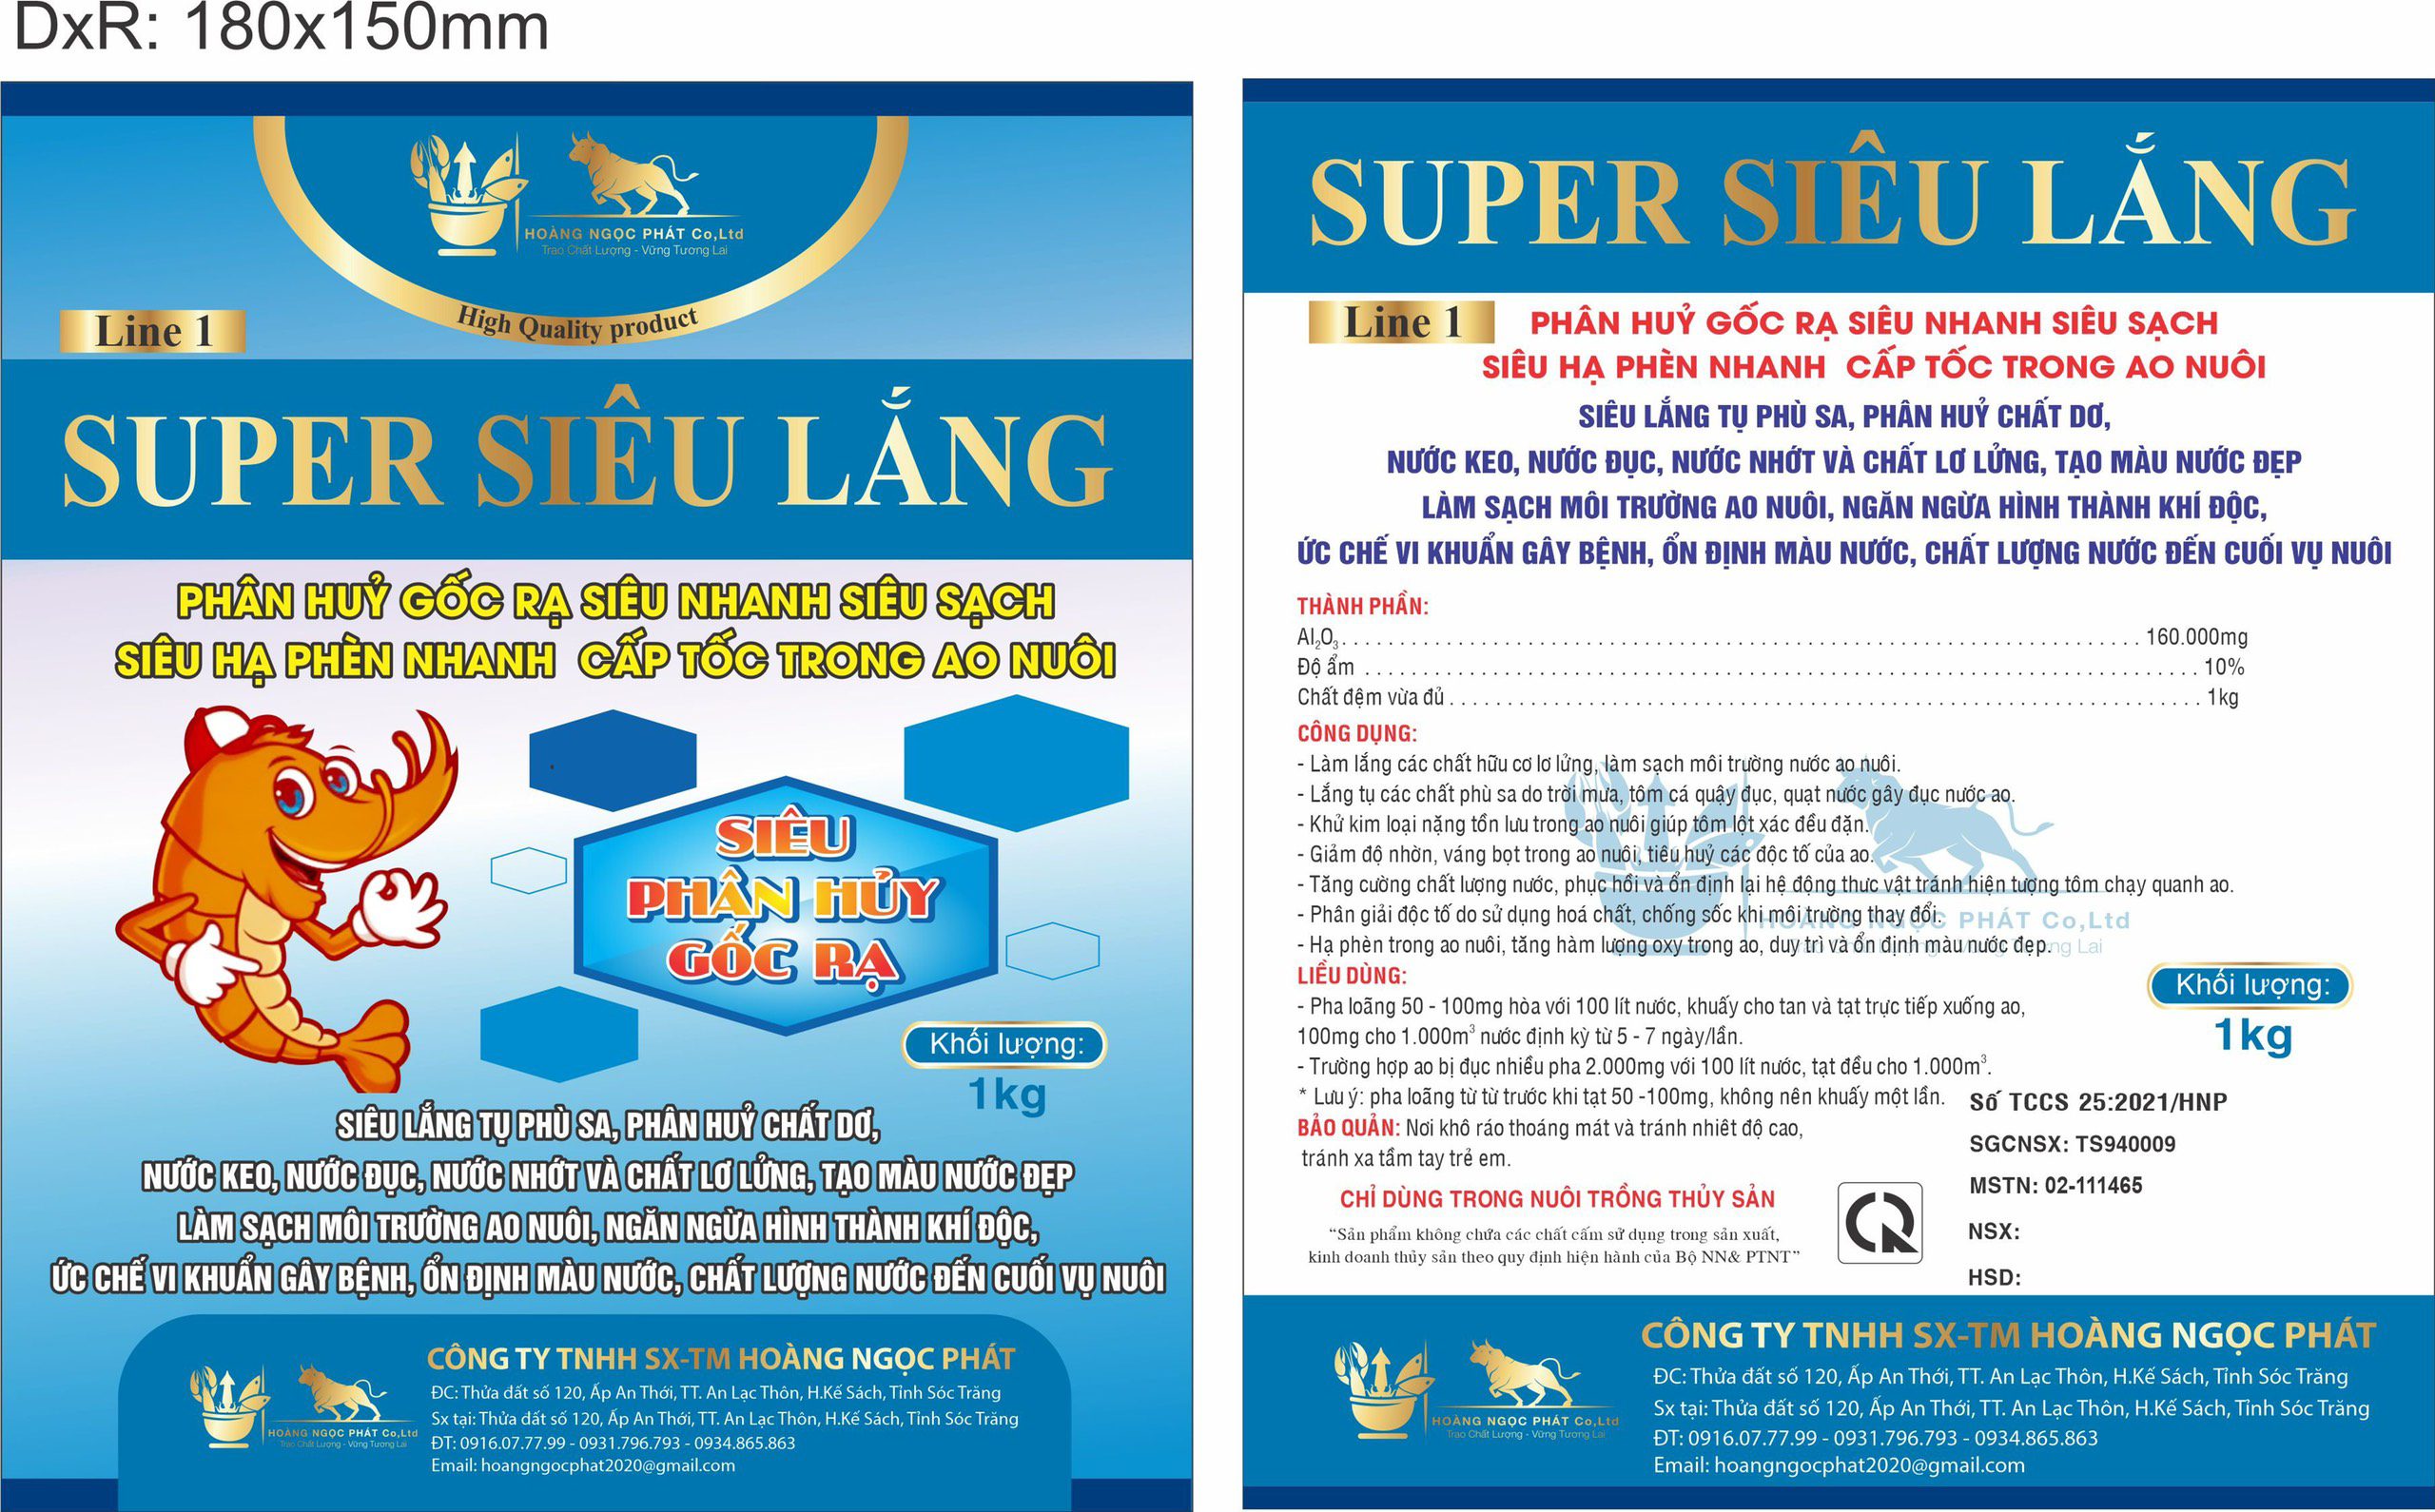 DxR: 180x150mm
HOÀNG NGỌC PHÁT Co,Ltd
Trao Chất Lượng - Vững Tương Lai
High Quality product
Line 1
SUPER SIÊU LẮNG
PHÂN HUỶ GỐC RẠ SIÊU NHANH SIÊU SẠCH
SIÊU HẠ PHÈN NHANH CẤP TỐC TRONG AO NUÔI
SIÊU
PHÂN HỦY
GỐC RẠ
Khối lượng:
1kg
SIÊU LẮNG TỤ PHÙ SA, PHÂN HUỶ CHẤT DƠ,
NƯỚC KEO, NƯỚC ĐỤC, NƯỚC NHỚT VÀ CHẤT LƠ LỬNG, TẠO MÀU NƯỚC ĐẸP
LÀM SẠCH MÔI TRƯỜNG AO NUÔI, NGĂN NGỪA HÌNH THÀNH KHÍ ĐỘC,
ỨC CHẾ VI KHUẨN GÂY BỆNH, ỔN ĐỊNH MÀU NƯỚC, CHẤT LƯỢNG NƯỚC ĐẾN CUỐI VỤ NUÔI
HOÀNG NGỌC PHÁT Co,Ltd
Trao Chất Lượng - Vững Tương Lai
CÔNG TY TNHH SX-TM HOÀNG NGỌC PHÁT
ĐC: Thửa đất số 120, Ấp An Thới, TT. An Lạc Thôn, H.Kế Sách, Tỉnh Sóc Trăng
Sx tại: Thửa đất số 120, Ấp An Thới, TT. An Lạc Thôn, H.Kế Sách, Tỉnh Sóc Trăng
ĐT: 0916.07.77.99 - 0931.796.793 - 0934.865.863
Email: hoangngocphat2020@gmail.com
SUPER SIÊU LẮNG
Line 1
PHÂN HUỶ GỐC RẠ SIÊU NHANH SIÊU SẠCH
SIÊU HẠ PHÈN NHANH CẤP TỐC TRONG AO NUÔI
SIÊU LẮNG TỤ PHÙ SA, PHÂN HUỶ CHẤT DƠ,
NƯỚC KEO, NƯỚC ĐỤC, NƯỚC NHỚT VÀ CHẤT LƠ LỬNG, TẠO MÀU NƯỚC ĐẸP
LÀM SẠCH MÔI TRƯỜNG AO NUÔI, NGĂN NGỪA HÌNH THÀNH KHÍ ĐỘC,
ỨC CHẾ VI KHUẨN GÂY BỆNH, ỔN ĐỊNH MÀU NƯỚC, CHẤT LƯỢNG NƯỚC ĐẾN CUỐI VỤ NUÔI
THÀNH PHẦN:
Al₂O₃ . . . . . . . . . . 160.000mg
Độ ẩm . . . . . . . . . . 10%
Chất đệm vừa đủ . . . . . . . . . . 1kg
CÔNG DỤNG:
- Làm lắng các chất hữu cơ lơ lửng, làm sạch môi trường nước ao nuôi.
- Lắng tụ các chất phù sa do trời mưa, tôm cá quậy đục, quạt nước gây đục nước ao.
- Khử kim loại nặng tồn lưu trong ao nuôi giúp tôm lột xác đều đặn.
- Giảm độ nhờn, váng bọt trong ao nuôi, tiêu huỷ các độc tố của ao.
- Tăng cường chất lượng nước, phục hồi và ổn định lại hệ động thưc vật tránh hiện tượng tôm chạy quanh ao.
- Phân giải độc tố do sử dụng hoá chất, chống sốc khi môi trường thay đổi.
- Hạ phèn trong ao nuôi, tăng hàm lượng oxy trong ao, duy trì và ổn định màu nước đẹp.
HOÀNG NGỌC PHÁT Co,Ltd
LIỀU DÙNG:
- Pha loãng 50 - 100mg hòa với 100 lít nước, khuấy cho tan và tạt trực tiếp xuống ao,
100mg cho 1.000m³ nước định kỳ từ 5 - 7 ngày/lần.
- Trường hợp ao bị đục nhiều pha 2.000mg với 100 lít nước, tạt đều cho 1.000m³.
* Lưu ý: pha loãng từ từ trước khi tạt 50 -100mg, không nên khuấy một lần.
BẢO QUẢN: Nơi khô ráo thoáng mát và tránh nhiêt độ cao,
tránh xa tầm tay trẻ em.
CHỈ DÙNG TRONG NUÔI TRỒNG THỦY SẢN
“Sản phẩm không chứa các chất cấm sử dụng trong sản xuất,
kinh doanh thủy sản theo quy định hiện hành của Bộ NN& PTNT”
Khối lượng:
1kg
Số TCCS 25:2021/HNP
SGCNSX: TS940009
MSTN: 02-111465
NSX:
HSD:
HOÀNG NGỌC PHÁT Co,Ltd
Trao Chất Lượng - Vững Tương Lai
CÔNG TY TNHH SX-TM HOÀNG NGỌC PHÁT
ĐC: Thửa đất số 120, Ấp An Thới, TT. An Lạc Thôn, H.Kế Sách, Tỉnh Sóc Trăng
Sx tại: Thửa đất số 120, Ấp An Thới, TT. An Lạc Thôn, H.Kế Sách, Tỉnh Sóc Trăng
ĐT: 0916.07.77.99 - 0931.796.793 - 0934.865.863
Email: hoangngocphat2020@gmail.com